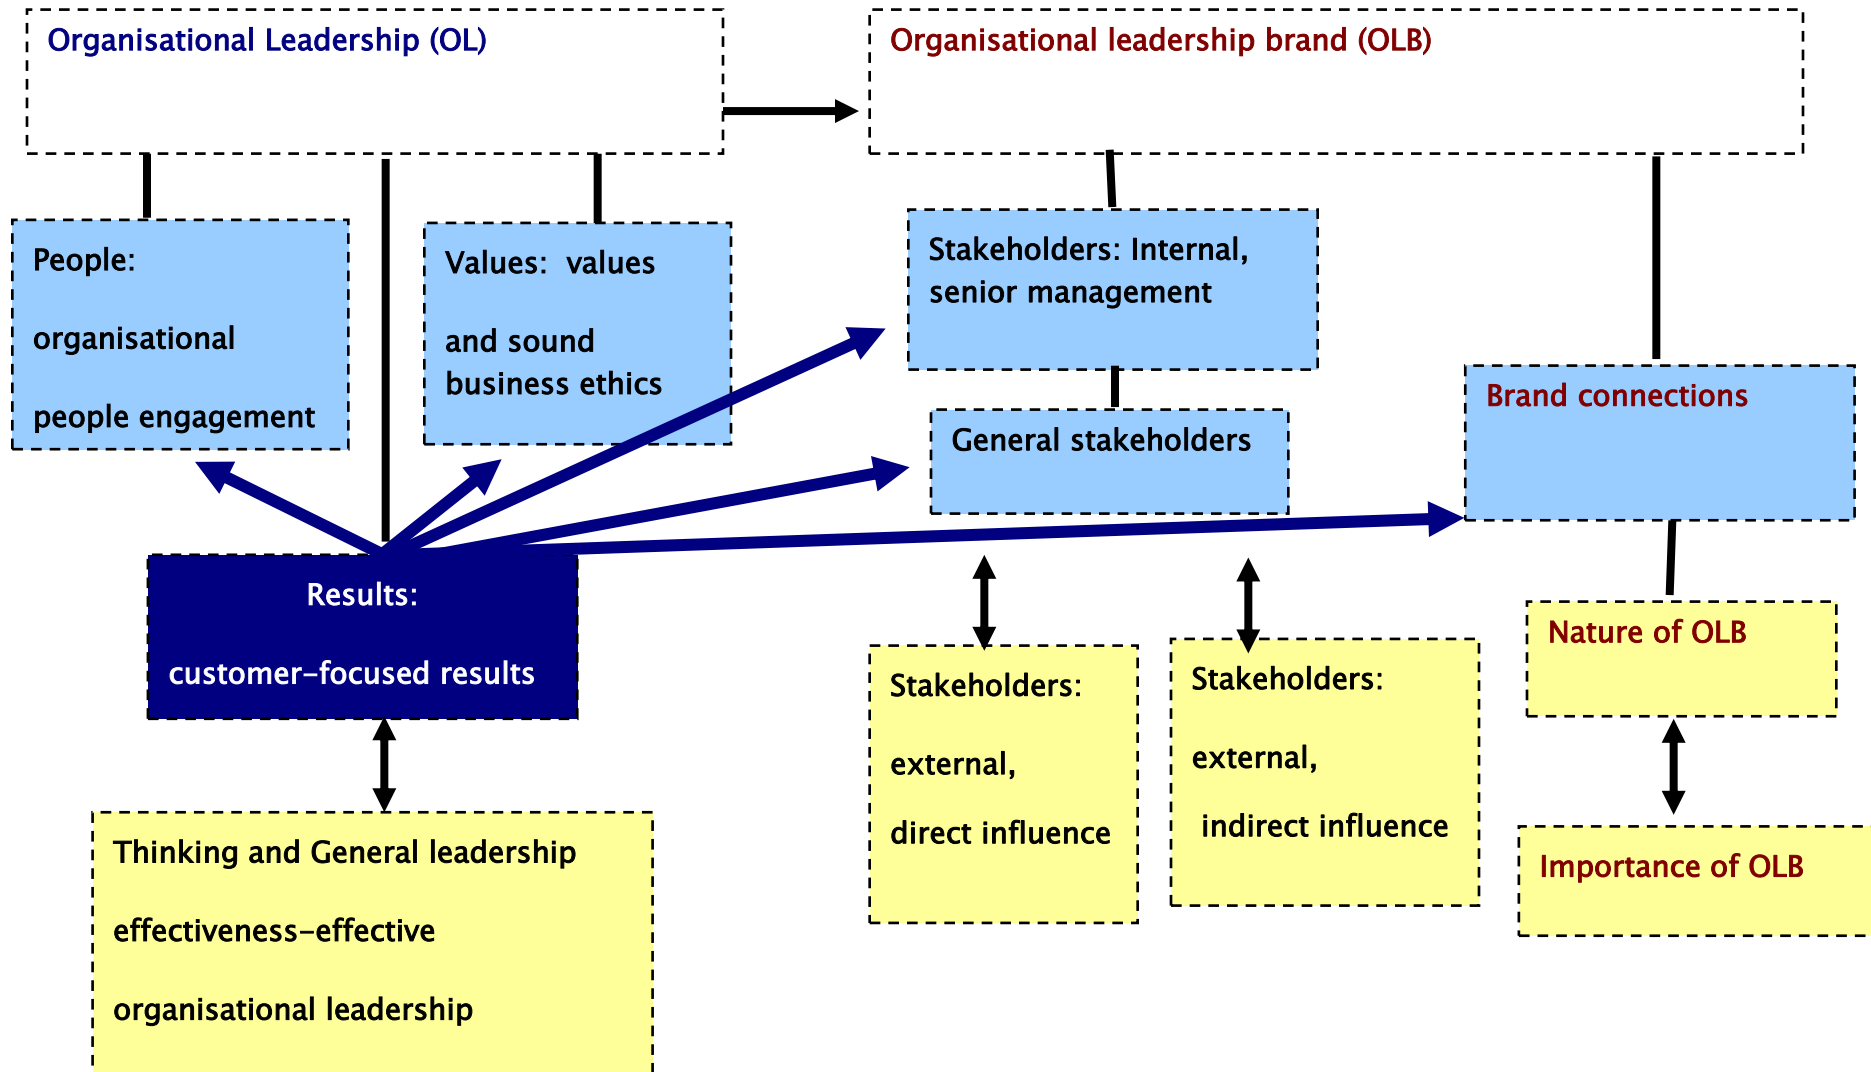 Organisational Leadership (OL)
Organisational leadership brand (OLB)
People:
organisational
people engagement
Values:  values
and sound
business ethics
Stakeholders: Internal,
senior management
General stakeholders
Brand connections
Results:
customer-focused results
Nature of OLB
Stakeholders:
external,
direct influence
Stakeholders:
external,
indirect influence
Importance of OLB
Thinking and General leadership
effectiveness-effective
organisational leadership